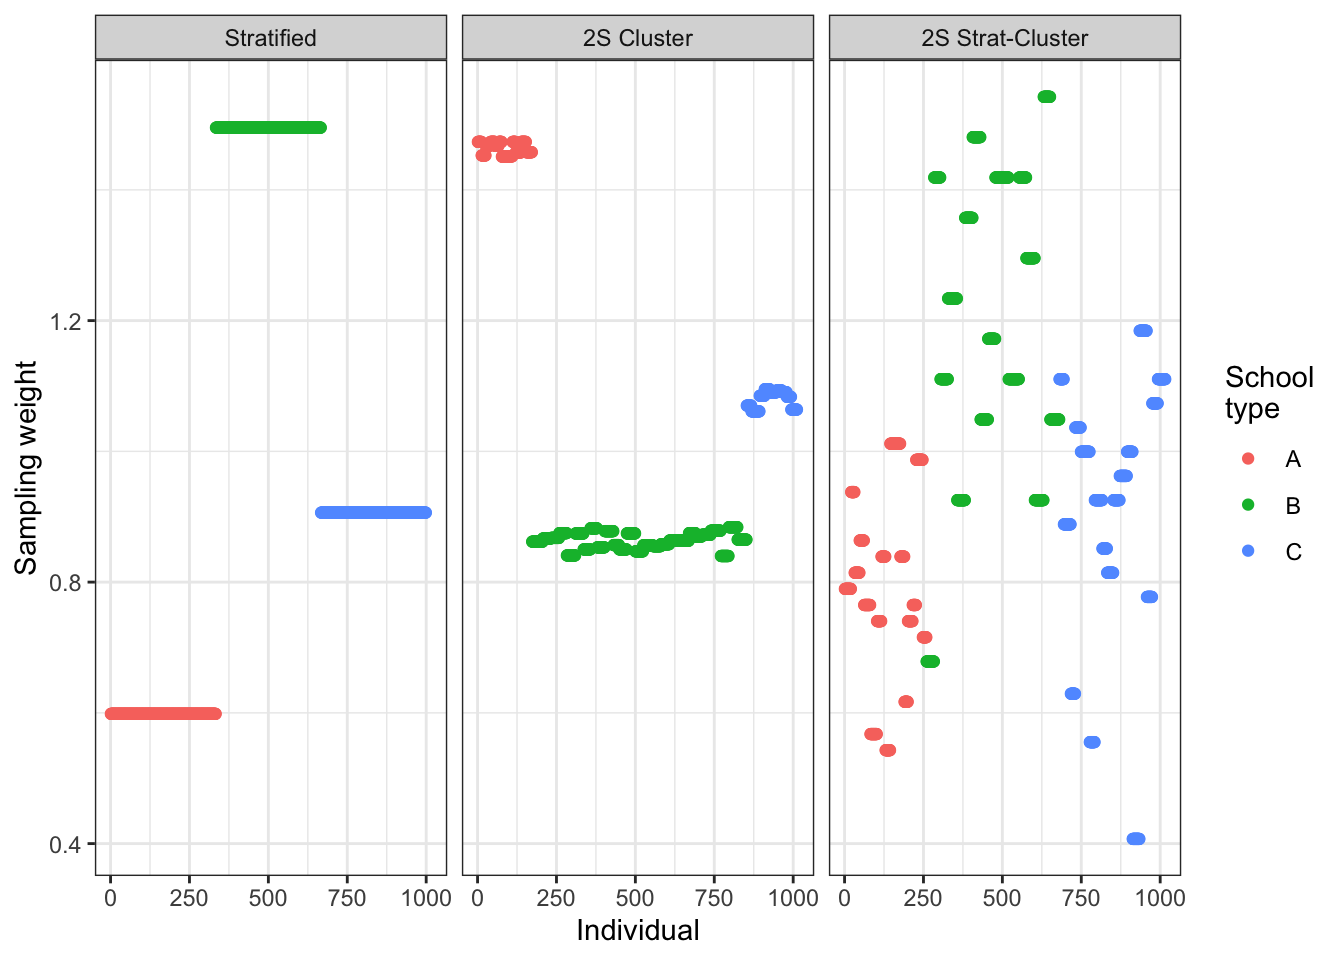 Stratified
2S Cluster
2S Strat-Cluster
Sampling weight
1.2
0.8
0.4
0 250 500 750 1000
0 250 500 750 1000
0 250 500 750 1000
Individual
School
type
A
B
C